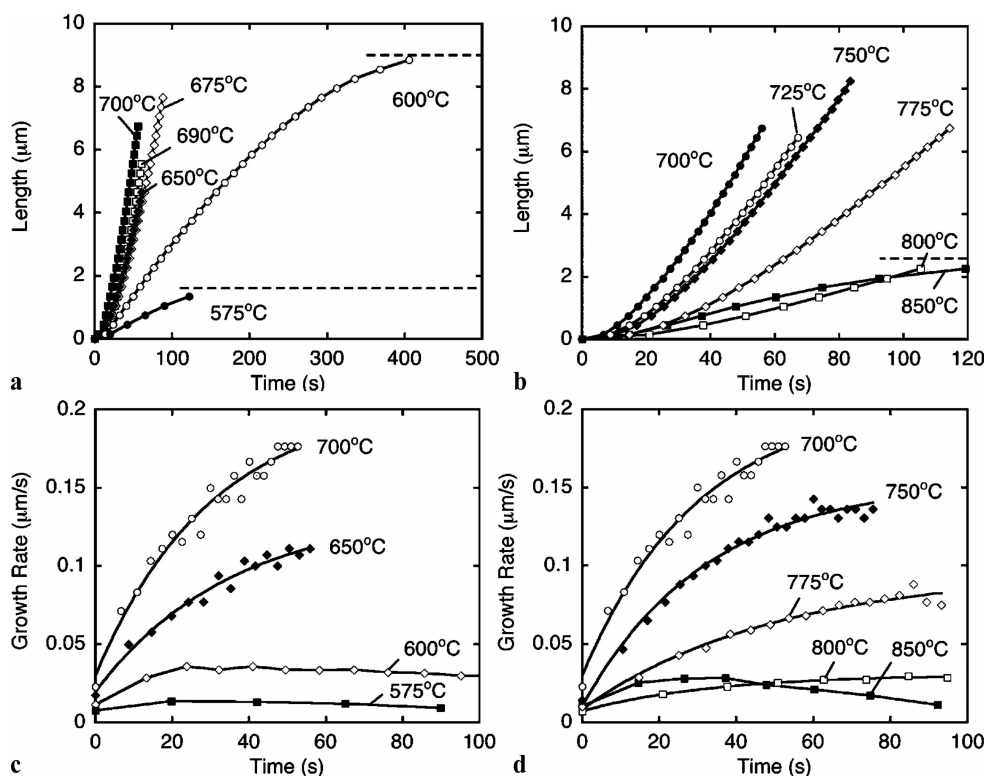 10
8
6
4
2
0
Length (μm)
0
100
200
300
400
500
Time (s)
700°C
675°C
690°C
650°C
600°C
575°C
a
10
8
6
4
2
0
Length (μm)
0
20
40
60
80
100
120
Time (s)
750°C
725°C
775°C
700°C
800°C
850°C
b
0.2
0.15
0.1
0.05
0
Growth Rate (μm/s)
0
20
40
60
80
100
Time (s)
700°C
650°C
600°C
575°C
c
0.2
0.15
0.1
0.05
0
Growth Rate (μm/s)
0
20
40
60
80
100
Time (s)
700°C
750°C
775°C
800°C
850°C
d